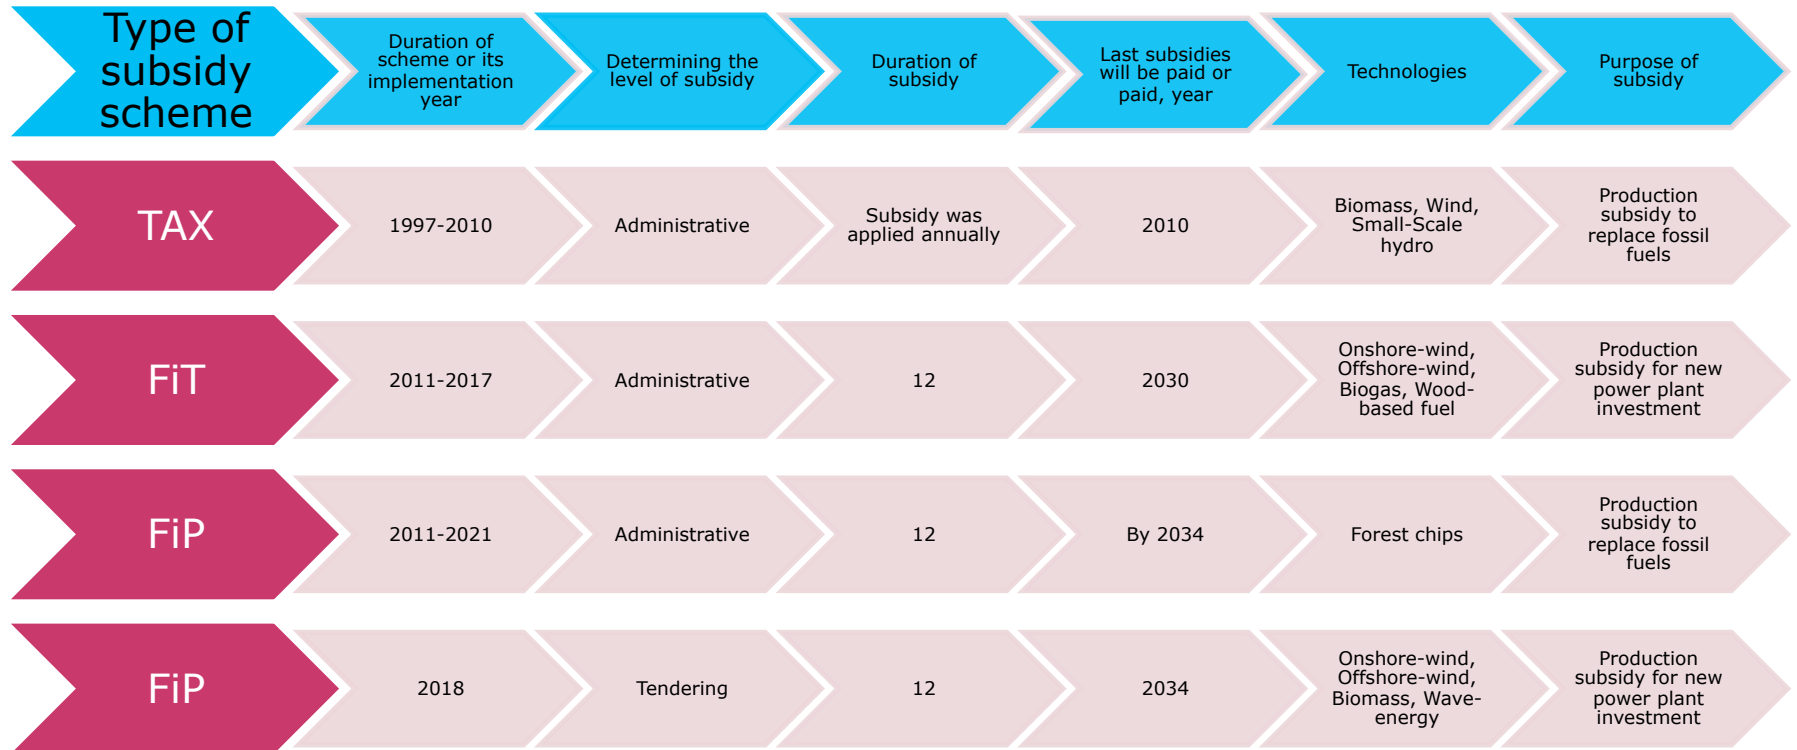 Type of
subsidy
scheme
Duration of
scheme or its
implementation
year
Determining the
level of subsidy
Duration of
subsidy
Last subsidies
will be paid or
paid, year
Technologies
Purpose of
subsidy
TAX
1997-2010
Administrative
Subsidy was
applied annually
2010
Biomass, Wind,
Small-Scale
hydro
Production
subsidy to
replace fossil
fuels
FiT
2011-2017
Administrative
12
2030
Onshore-wind,
Offshore-wind,
Biogas, Wood-
based fuel
Production
subsidy for new
power plant
investment
FiP
2011-2021
Administrative
12
By 2034
Forest chips
Production
subsidy to
replace fossil
fuels
FiP
2018
Tendering
12
2034
Onshore-wind,
Offshore-wind,
Biomass, Wave-
energy
Production
subsidy for new
power plant
investment